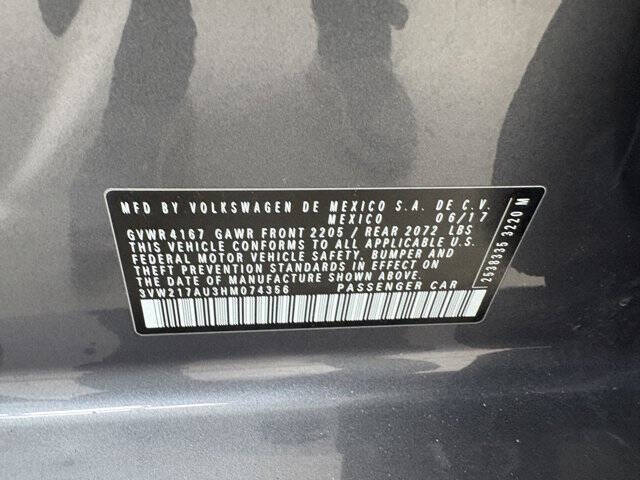 MFD BY VOLKSWAGEN DE MEXICO S.A. DE C.V.
MEXICO 06/17
GVWR 4167 GAWR FRONT 2205 / REAR 2072 LBS
THIS VEHICLE CONFORMS TO ALL APPLICABLE U.S.
FEDERAL MOTOR VEHICLE SAFETY, BUMPER AND
THEFT PREVENTION STANDARDS IN EFFECT ON
THE DATE OF MANUFACTURE SHOWN ABOVE.
3VW217AU3HM074356 PASSENGER CAR
2538335 3220 M